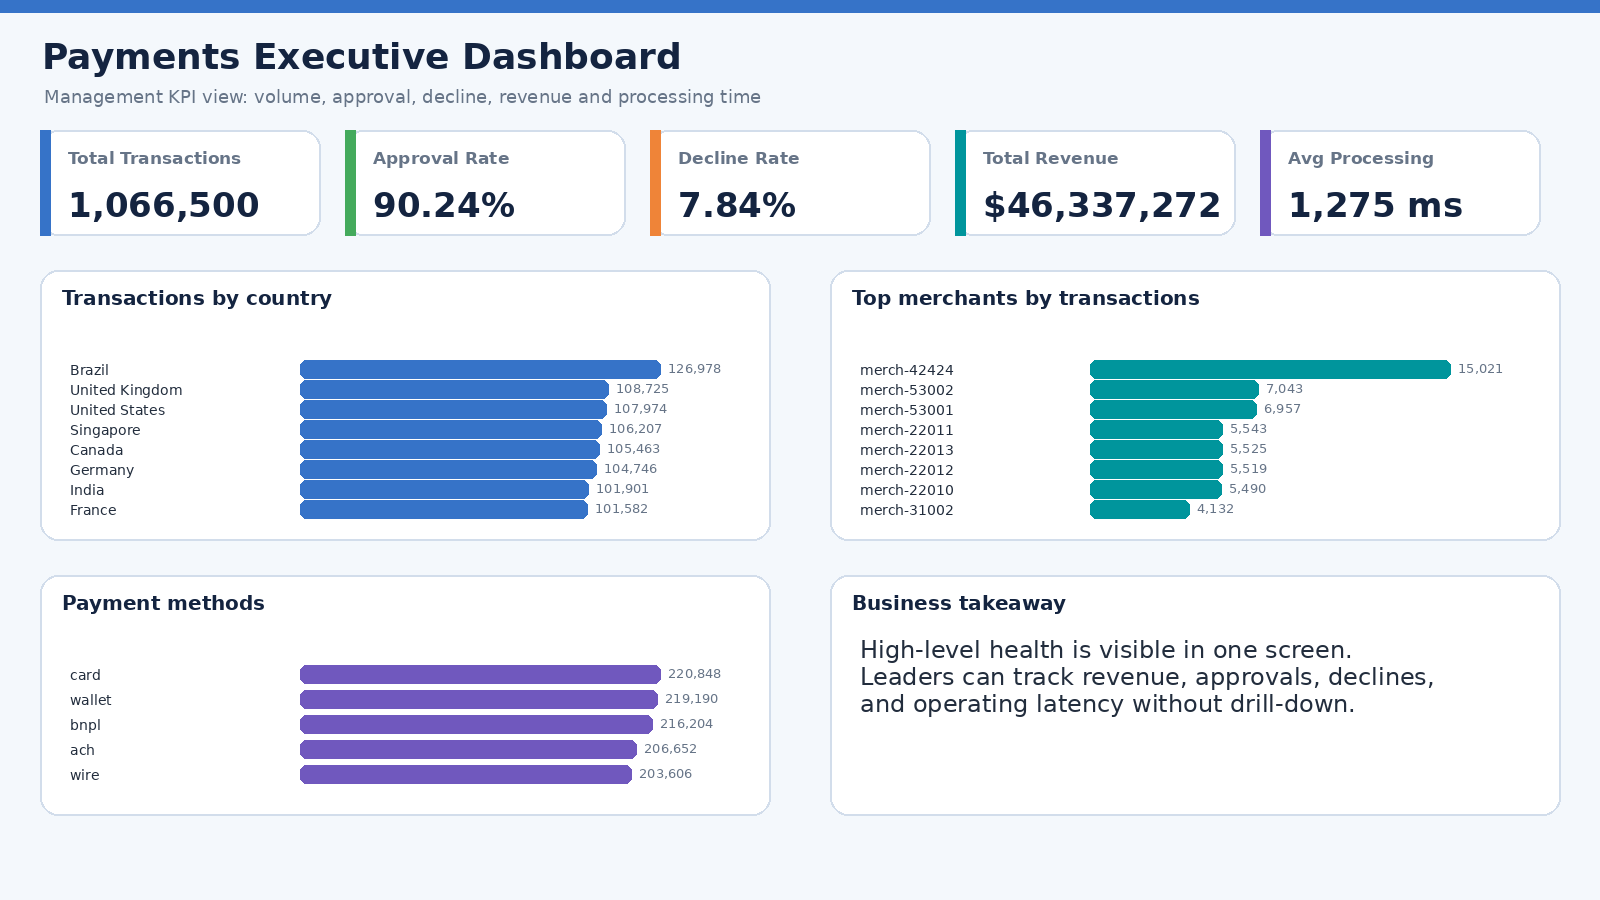 Payments Executive Dashboard
Management KPI view: volume, approval, decline, revenue and processing time
Total Transactions
1,066,500
Approval Rate
90.24%
Decline Rate
7.84%
Total Revenue
$46,337,272
Avg Processing
1,275 ms
Transactions by country
Brazil 126,978
United Kingdom 108,725
United States 107,974
Singapore 106,207
Canada 105,463
Germany 104,746
India 101,901
France 101,582
Top merchants by transactions
merch-42424 15,021
merch-53002 7,043
merch-53001 6,957
merch-22011 5,543
merch-22013 5,525
merch-22012 5,519
merch-22010 5,490
merch-31002 4,132
Payment methods
card 220,848
wallet 219,190
bnpl 216,204
ach 206,652
wire 203,606
Business takeaway
High-level health is visible in one screen.
Leaders can track revenue, approvals, declines,
and operating latency without drill-down.